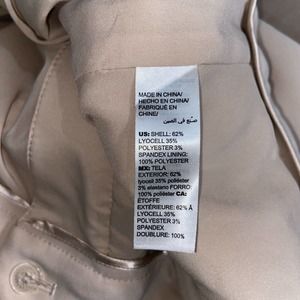 MADE IN CHINA/
HECHO EN CHINA/
FABRIQUÉ EN
CHINE/
صنع في الصين
US: SHELL: 62%
LYOCELL 35%
POLYESTER 3%
SPANDEX LINING:
100% POLYESTER
MX: TELA
EXTERIOR: 62%
lyocell 35% poliéster
3% elastano FORRO:
100% poliéster CA:
ÉTOFFE
EXTÉRIEURE: 62% Á
LYOCELL 35%
POLYESTER 3%
SPANDEX
DOUBLURE: 100%